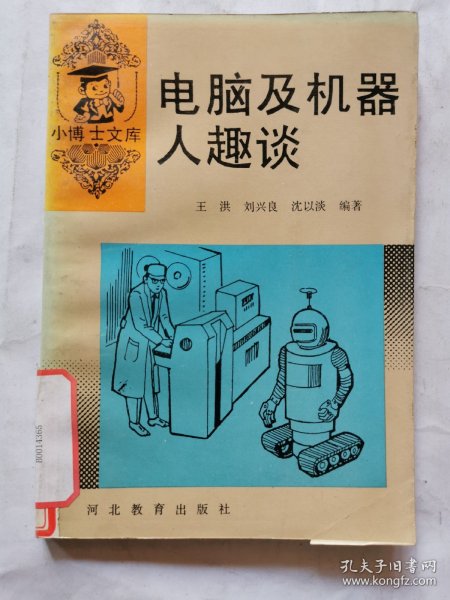 小博士文库
电脑及机器
人趣谈
王 洪 刘兴良 沈以淡 编著
B0014365
河北教育出版社
孔夫子旧书网
www.kongfz.com